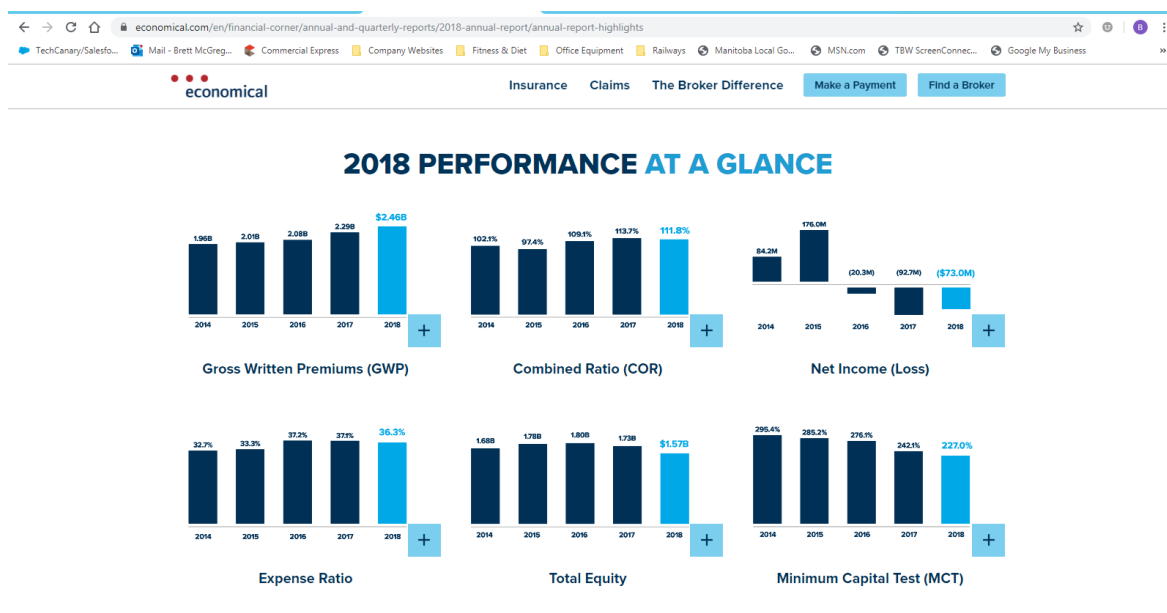 economical.com/en/financial-corner/annual-and-quarterly-reports/2018-annual-report/annual-report-highlights
B
TechCanary/Salesfo... Mail - Brett McGreg... Commercial Express Company Websites Fitness & Diet Office Equipment Railways Manitoba Local Go... MSN.com TBW ScreenConnec... Google My Business »
economical Insurance Claims The Broker Difference Make a Payment Find a Broker
2018 PERFORMANCE AT A GLANCE
1.96B 2.01B 2.08B 2.29B $2.46B
2014 2015 2016 2017 2018 +
Gross Written Premiums (GWP)
102.1% 97.4% 109.1% 113.7% 111.8%
2014 2015 2016 2017 2018 +
Combined Ratio (COR)
84.2M 176.0M (20.3M) (92.7M) ($73.0M)
2014 2015 2016 2017 2018 +
Net Income (Loss)
32.7% 33.3% 37.2% 37.1% 36.3%
2014 2015 2016 2017 2018 +
Expense Ratio
1.68B 1.78B 1.80B 1.73B $1.57B
2014 2015 2016 2017 2018 +
Total Equity
295.4% 285.2% 276.1% 242.1% 227.0%
2014 2015 2016 2017 2018 +
Minimum Capital Test (MCT)